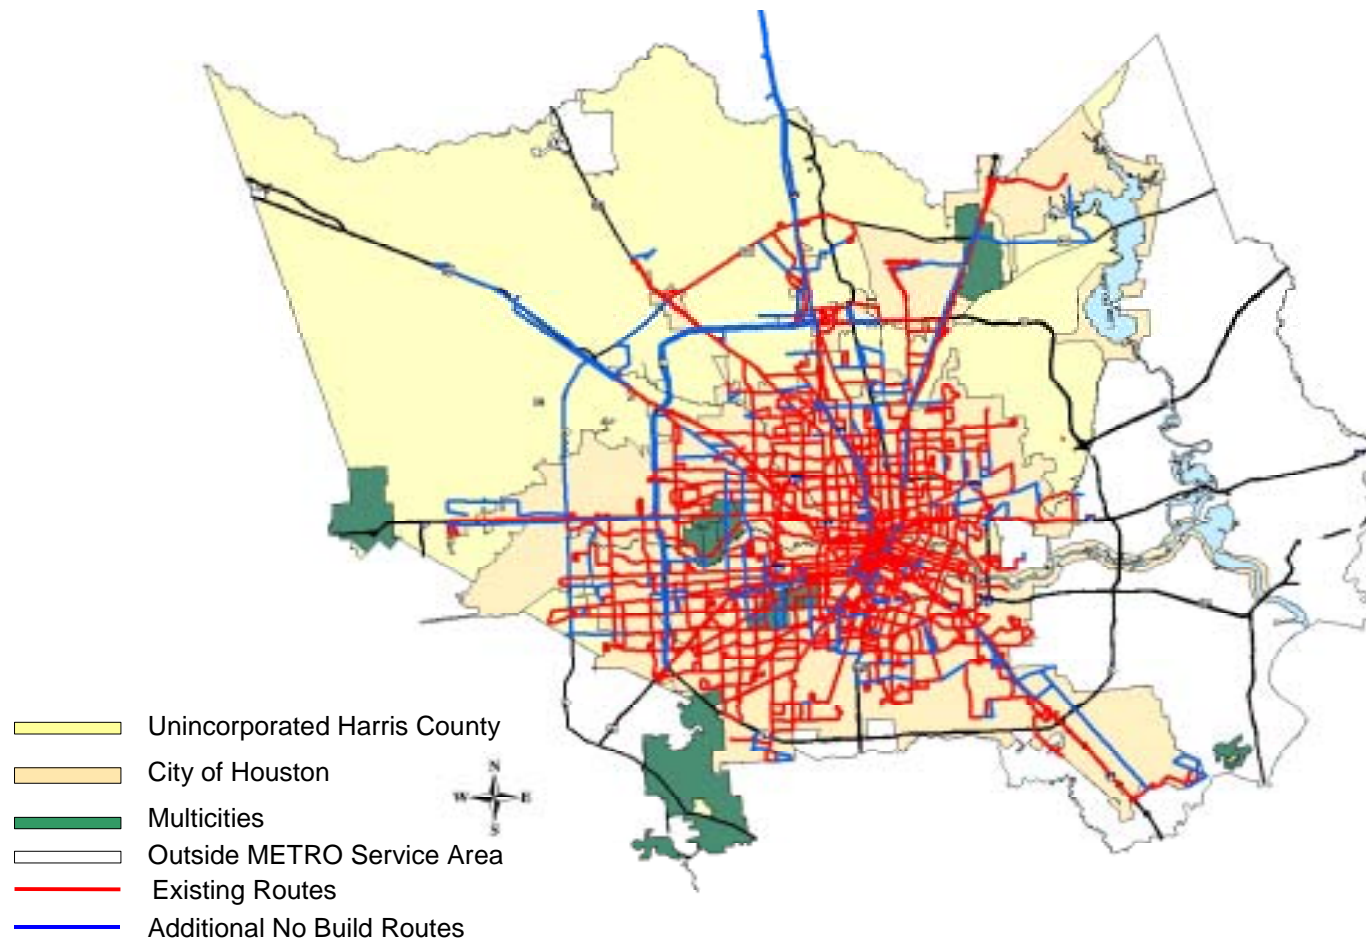 Unincorporated Harris County
City of Houston
Multicities
Outside METRO Service Area
Existing Routes
Additional No Build Routes
N
W E
S